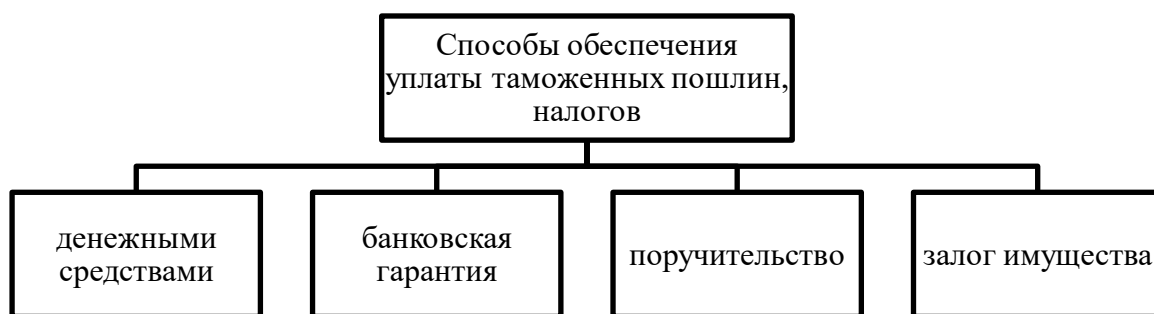 Способы обеспечения
уплаты таможенных пошлин,
налогов
денежными
средствами
банковская
гарантия
поручительство
залог имущества